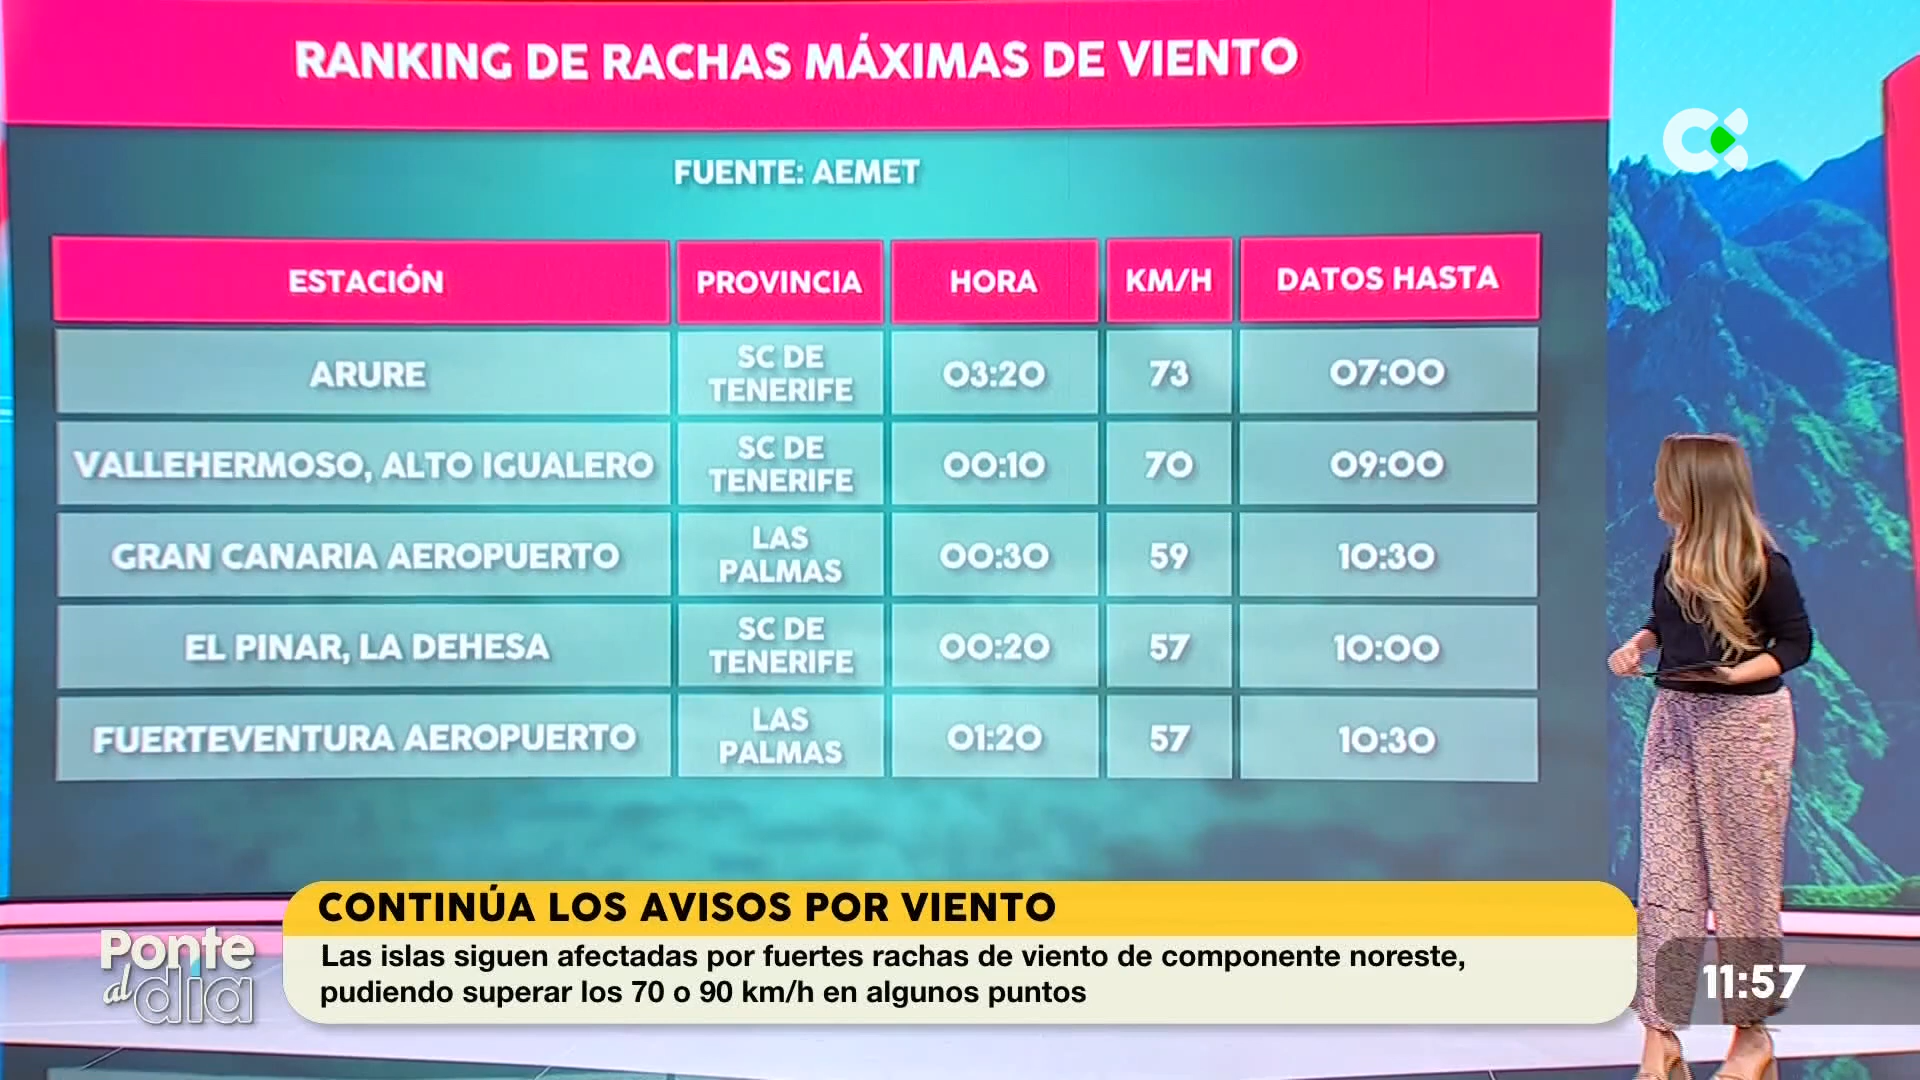 RANKING DE RACHAS MÁXIMAS DE VIENTO
FUENTE: AEMET
ESTACIÓN PROVINCIA HORA KM/H DATOS HASTA
ARURE SC DE TENERIFE 03:20 73 07:00
VALLEHERMOSO, ALTO IGUALERO SC DE TENERIFE 00:10 70 09:00
GRAN CANARIA AEROPUERTO LAS PALMAS 00:30 59 10:30
EL PINAR, LA DEHESA SC DE TENERIFE 00:20 57 10:00
FUERTEVENTURA AEROPUERTO LAS PALMAS 01:20 57 10:30
CONTINÚA LOS AVISOS POR VIENTO
Las islas siguen afectadas por fuertes rachas de viento de componente noreste,
pudiendo superar los 70 o 90 km/h en algunos puntos
Ponte
al día
11:57